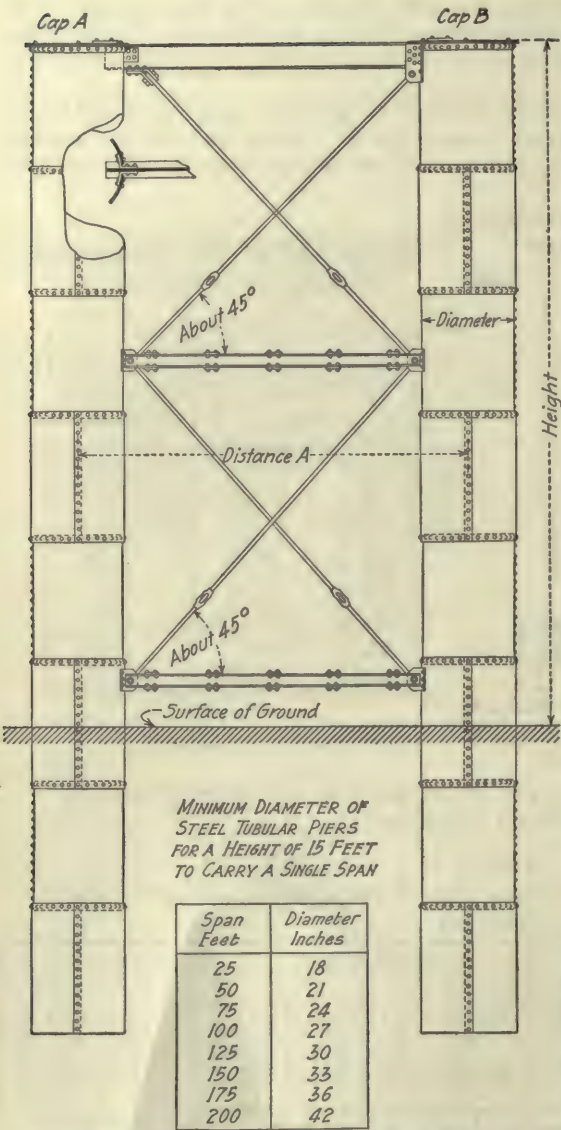 Cap A
Cap B
About 45°
Diameter
Height
Distance A
About 45°
Surface of Ground
MINIMUM DIAMETER OF
STEEL TUBULAR PIERS
FOR A HEIGHT OF 15 FEET
TO CARRY A SINGLE SPAN
Span Feet Diameter Inches
25 18
50 21
75 24
100 27
125 30
150 33
175 36
200 42